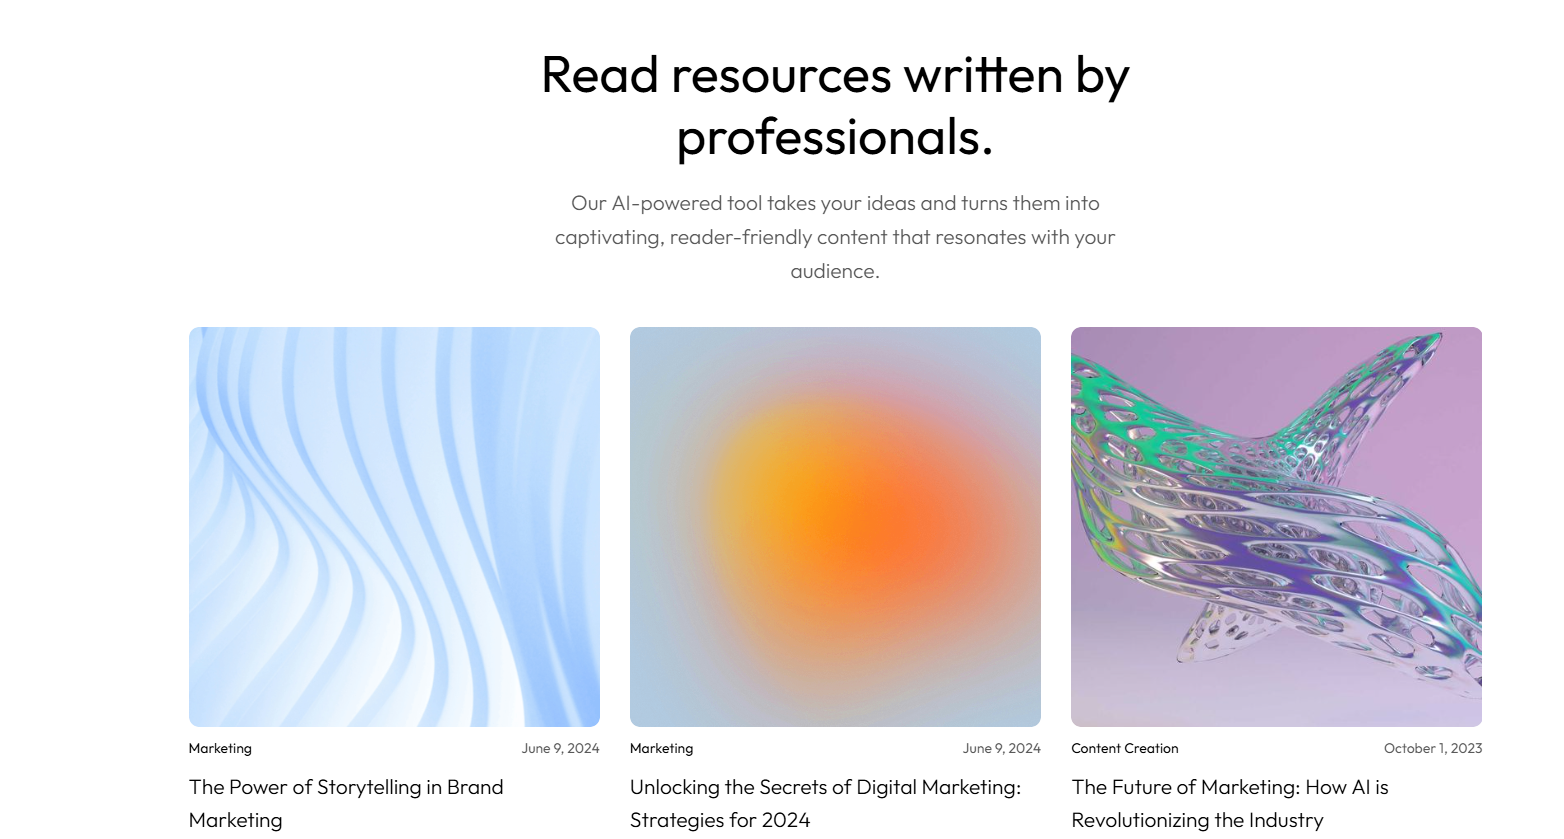 Read resources written by
professionals.
Our AI-powered tool takes your ideas and turns them into
captivating, reader-friendly content that resonates with your
audience.
Marketing
June 9, 2024
The Power of Storytelling in Brand
Marketing
Marketing
June 9, 2024
Unlocking the Secrets of Digital Marketing:
Strategies for 2024
Content Creation
October 1, 2023
The Future of Marketing: How AI is
Revolutionizing the Industry